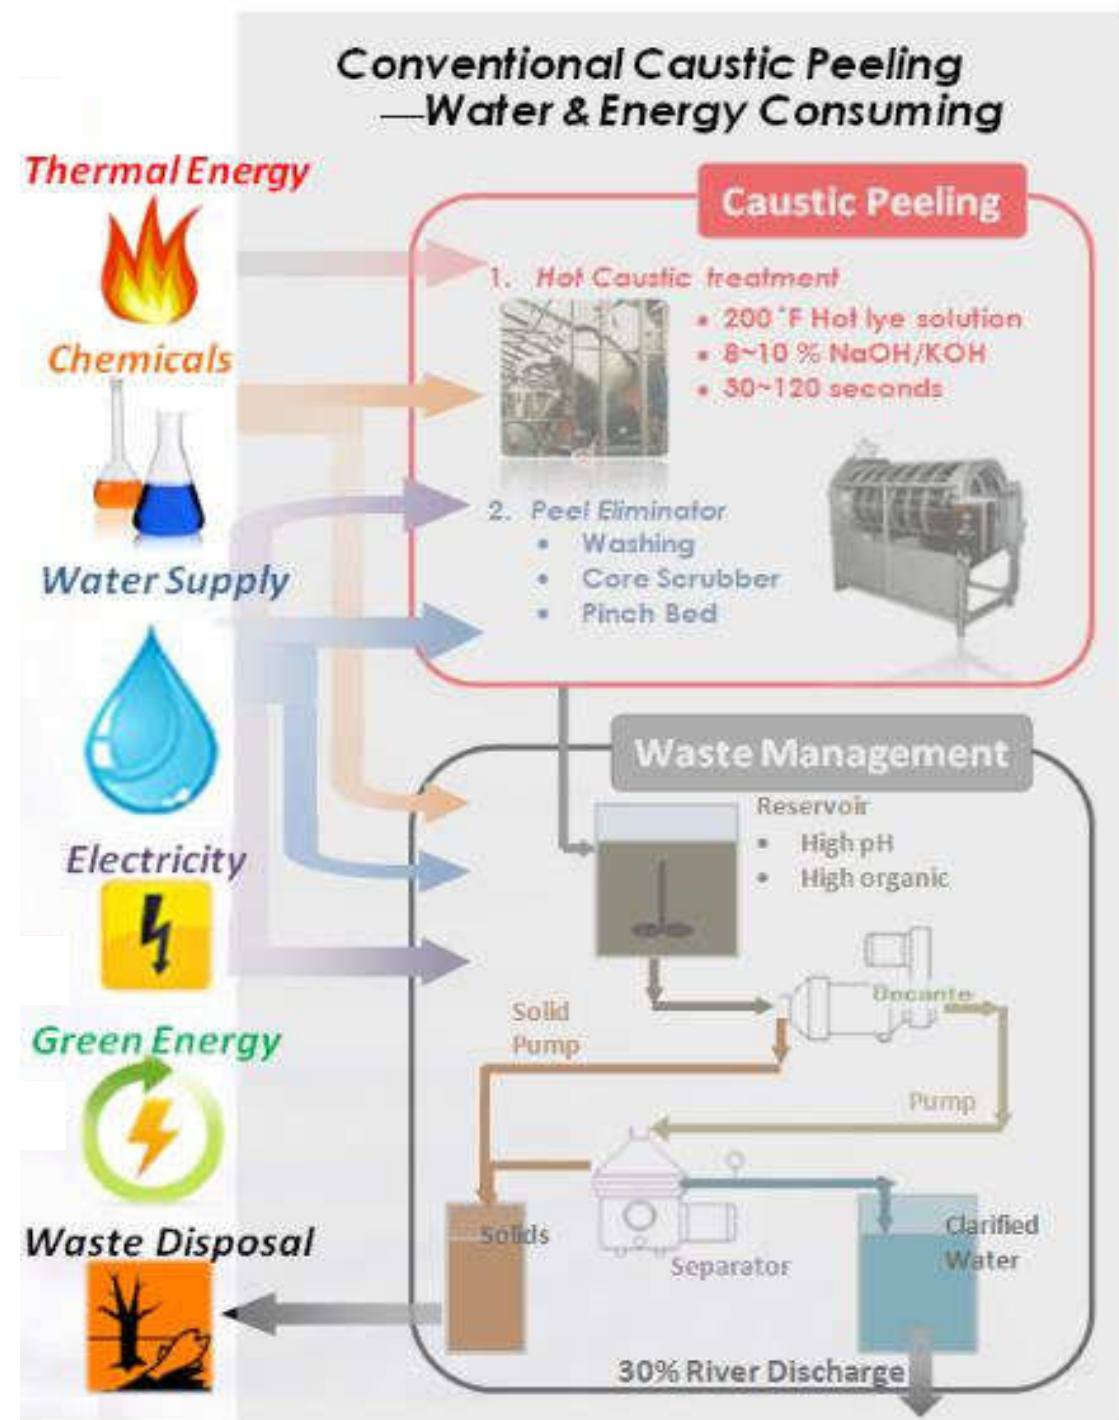 Conventional Caustic Peeling
—Water & Energy Consuming
Thermal Energy
Chemicals
Water Supply
Electricity
Green Energy
Waste Disposal
Caustic Peeling
1. Hot Caustic treatment
• 200 °F Hot lye solution
• 8~10 % NaOH/KOH
• 30~120 seconds
2. Peel Eliminator
• Washing
• Core Scrubber
• Pinch Bed
Waste Management
Reservoir
• High pH
• High organic
Decante
Solid
Pump
Pump
Solids
Separator
Clarified
Water
30% River Discharge